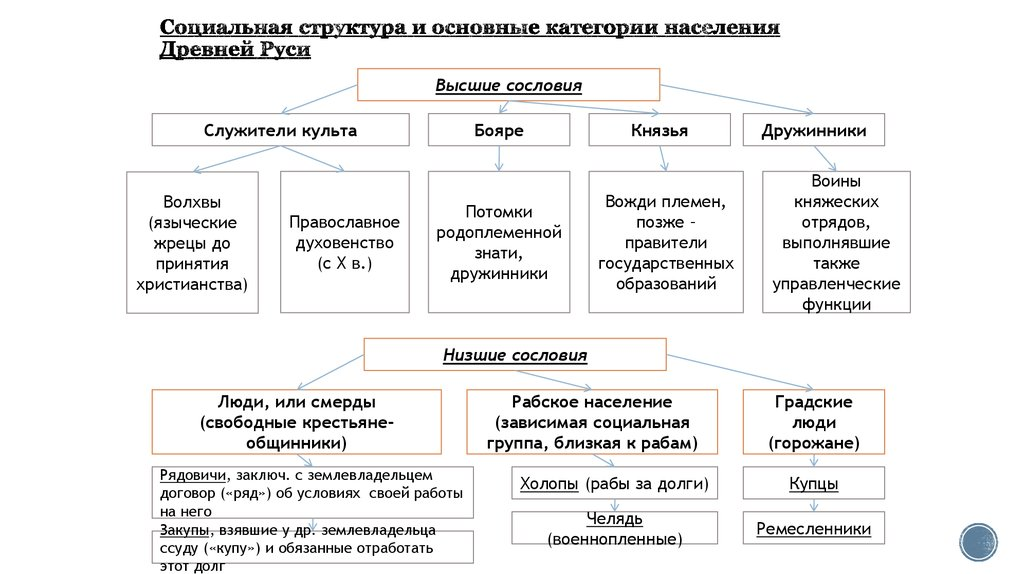 Социальная структура и основные категории населения
Древней Руси
Высшие сословия
Служители культа
Бояре
Князья
Дружинники
Волхвы
(языческие
жрецы до
принятия
христианства)
Православное
духовенство
(с X в.)
Потомки
родоплеменной
знати,
дружинники
Вожди племен,
позже –
правители
государственных
образований
Воины
княжеских
отрядов,
выполнявшие
также
управленческие
функции
Низшие сословия
Люди, или смерды
(свободные крестьяне-
общинники)
Рабское население
(зависимая социальная
группа, близкая к рабам)
Градские
люди
(горожане)
Рядовичи, заключ. с землевладельцем
договор («ряд») об условиях своей работы
на него
Закупы, взявшие у др. землевладельца
ссуду («купу») и обязанные отработать
этот долг
Холопы (рабы за долги)
Челядь
(военнопленные)
Купцы
Ремесленники